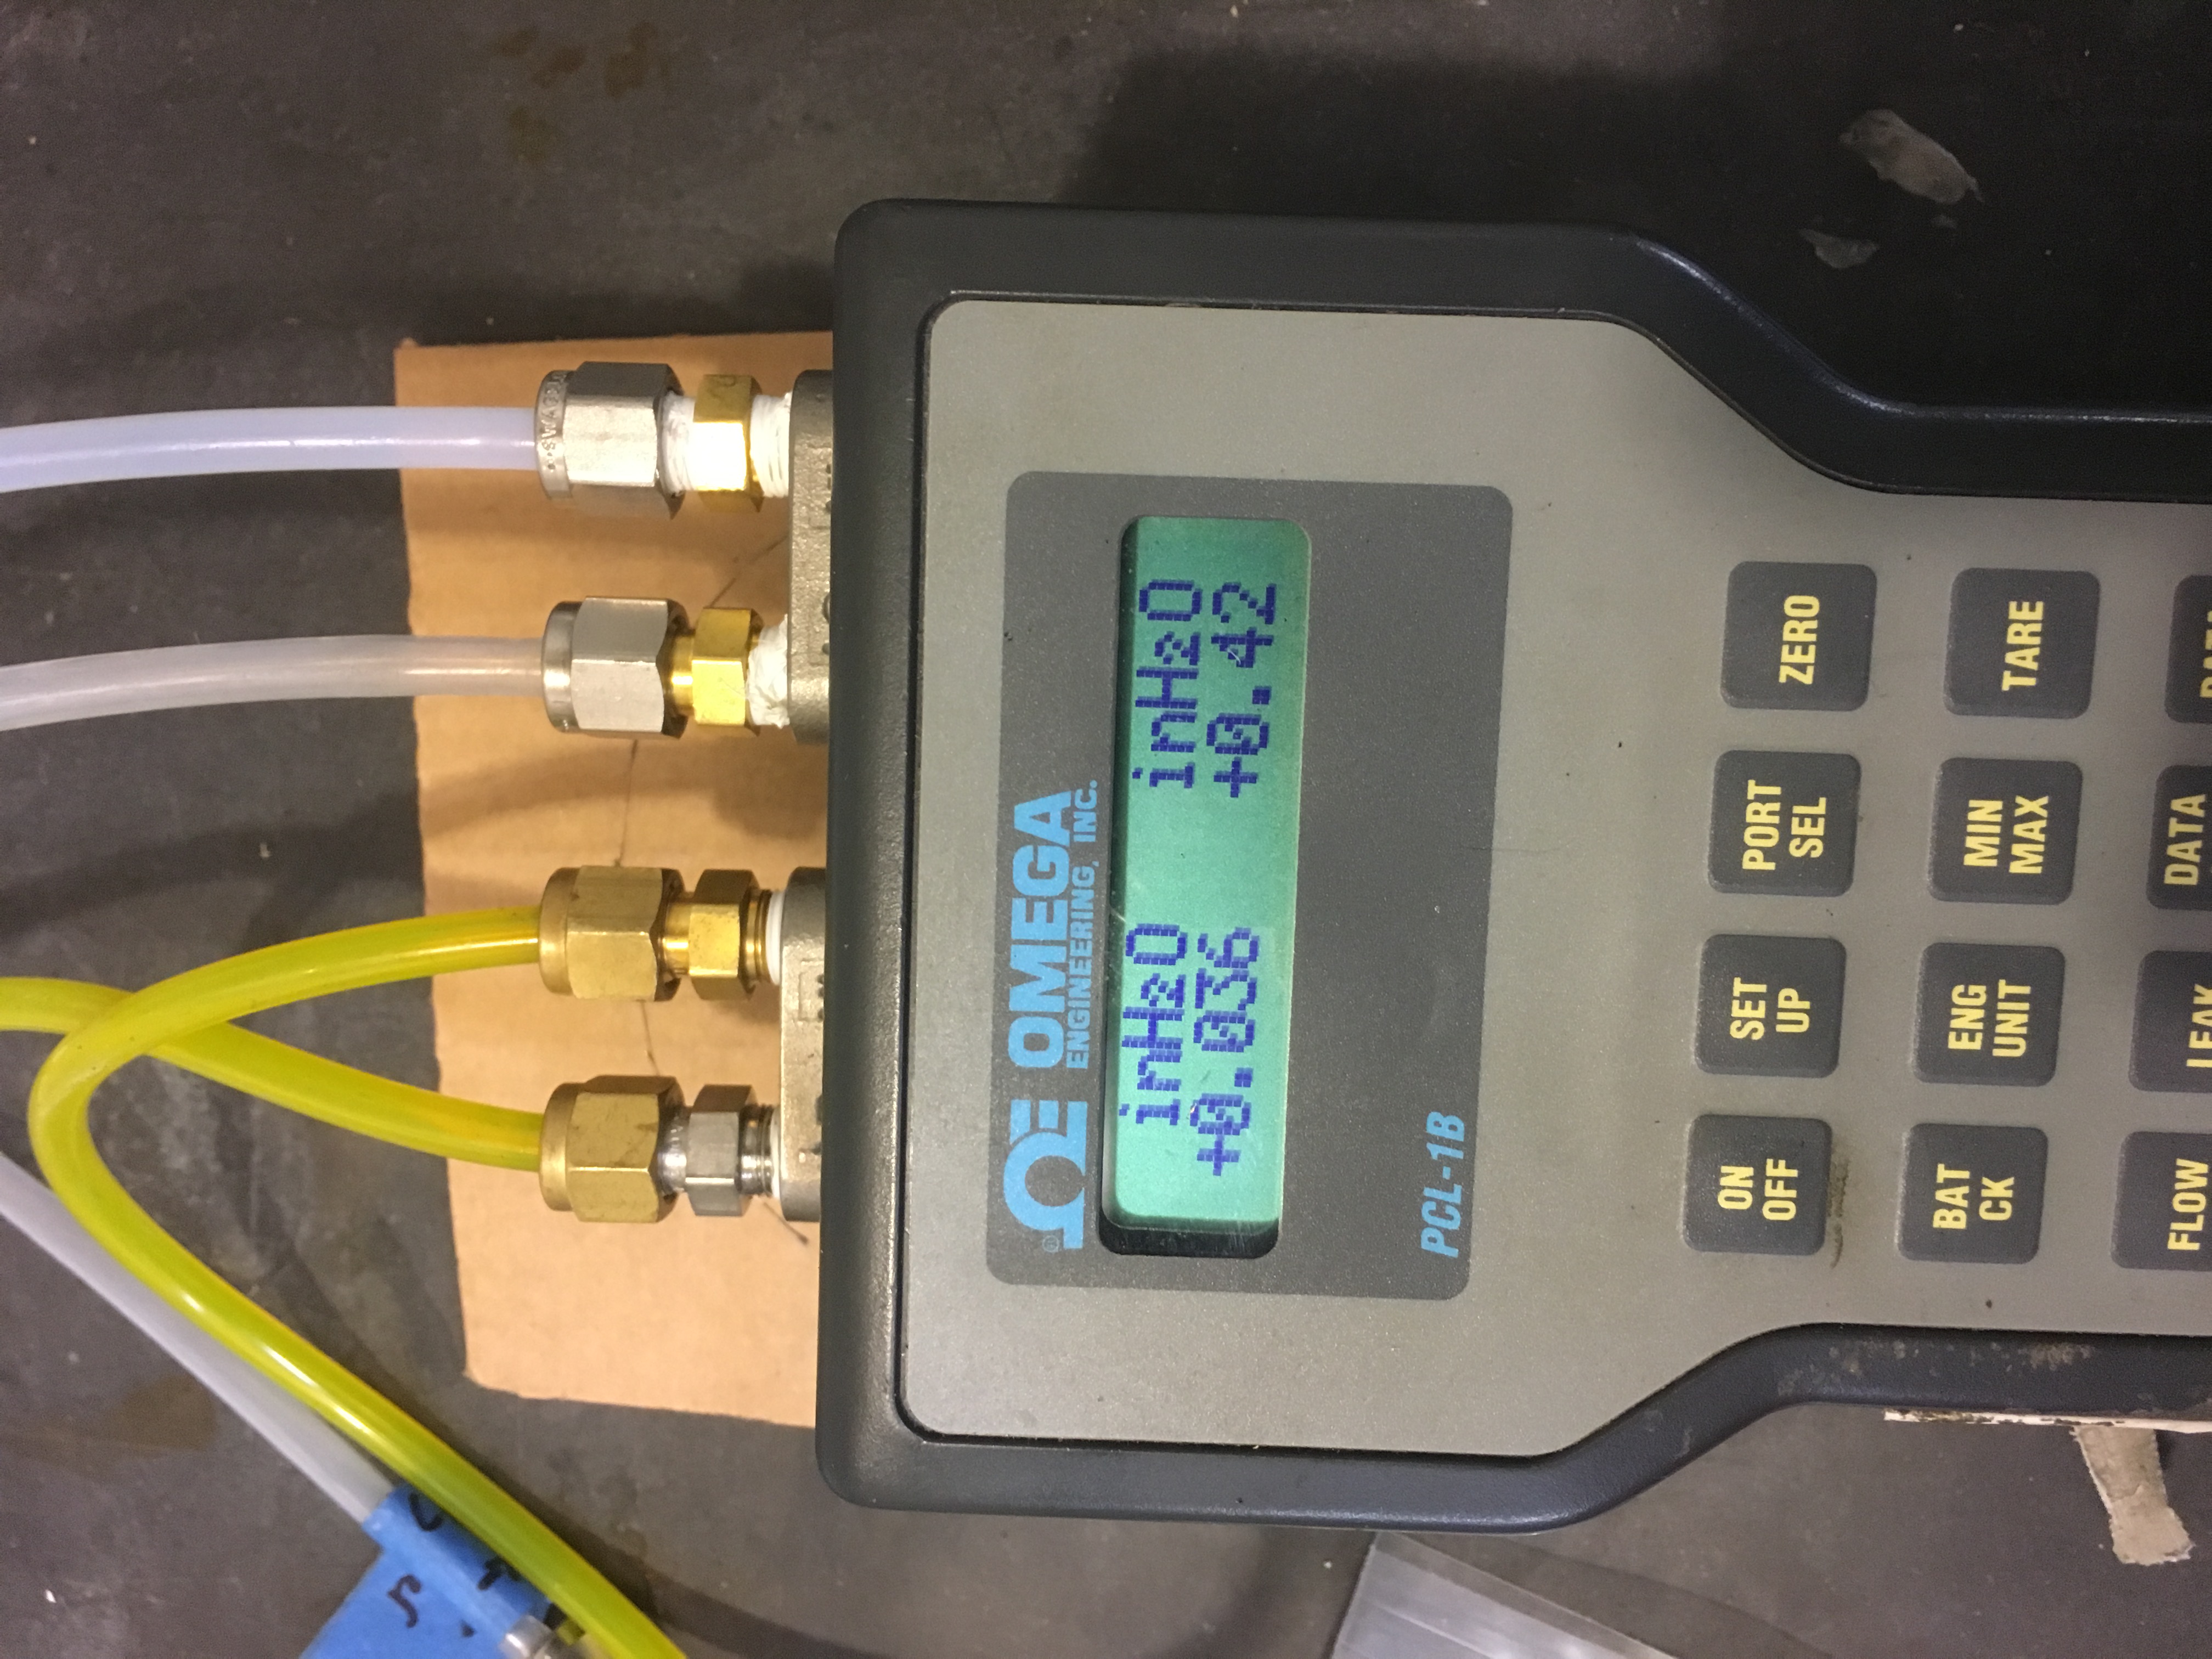 OMEGA
ENGINEERING, INC.
inH₂O inH₂O
+0.036 +0.42
PCL-1B
ON
OFF
SET
UP
PORT
SEL
ZERO
BAT
CK
ENG
UNIT
MIN
MAX
TARE
FLOW
LEAK
DATA